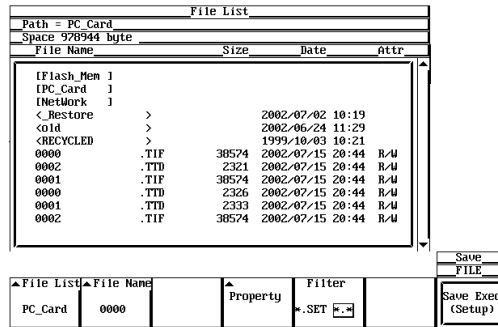 File List
Path = PC_Card
Space 978944 byte
File Name Size Date Attr
[Flash_Mem ]
[PC_Card ]
[NetWork ]
<_Restore > 2002/07/02 10:19
<old > 2002/06/24 11:29
<RECYCLED > 1999/10/03 10:21
0000 .TIF 38574 2002/07/15 20:44 R/W
0002 .TTD 2321 2002/07/15 20:44 R/W
0001 .TIF 38574 2002/07/15 20:44 R/W
0000 .TTD 2326 2002/07/15 20:44 R/W
0001 .TTD 2333 2002/07/15 20:44 R/W
0002 .TIF 38574 2002/07/15 20:44 R/W
Save
FILE
File List File Name Property Filter
PC_Card 0000 *.SET *.*
Save Exec
(Setup)